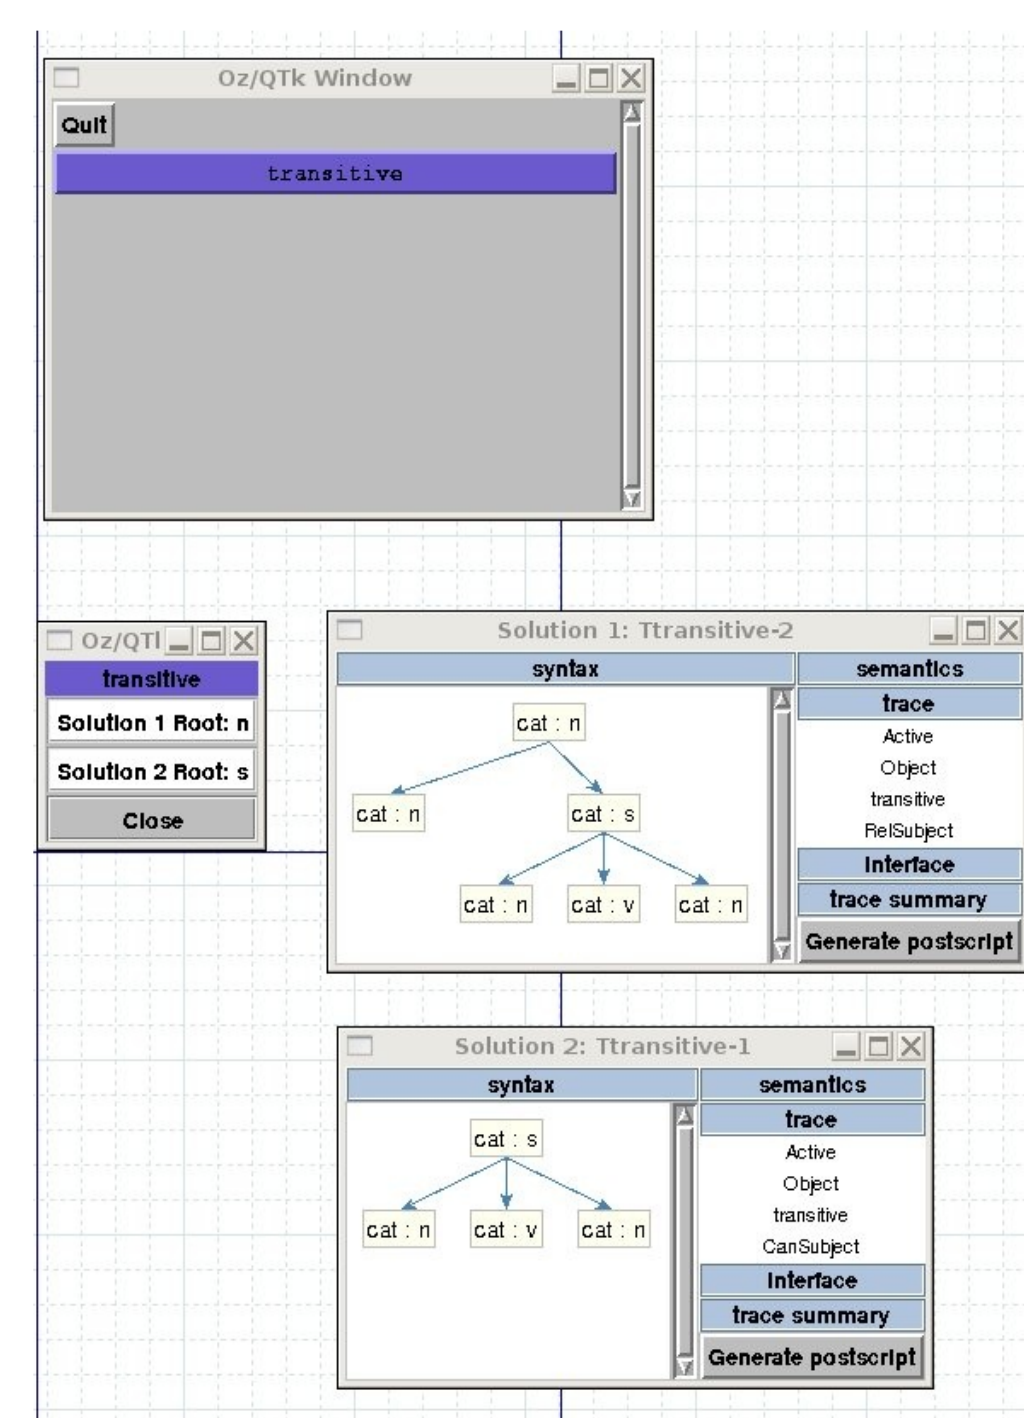 Oz/QTk Window
Quit
transitive
Oz/QTl
transitive
Solution 1 Root: n
Solution 2 Root: s
Close
Solution 1: Ttransitive-2
syntax
semantics
cat : n
cat : n
cat : s
cat : n
cat : v
cat : n
trace
Active
Object
transitive
RelSubject
Interface
trace summary
Generate postscript
Solution 2: Ttransitive-1
syntax
semantics
cat : s
cat : n
cat : v
cat : n
trace
Active
Object
transitive
CanSubject
Interface
trace summary
Generate postscript